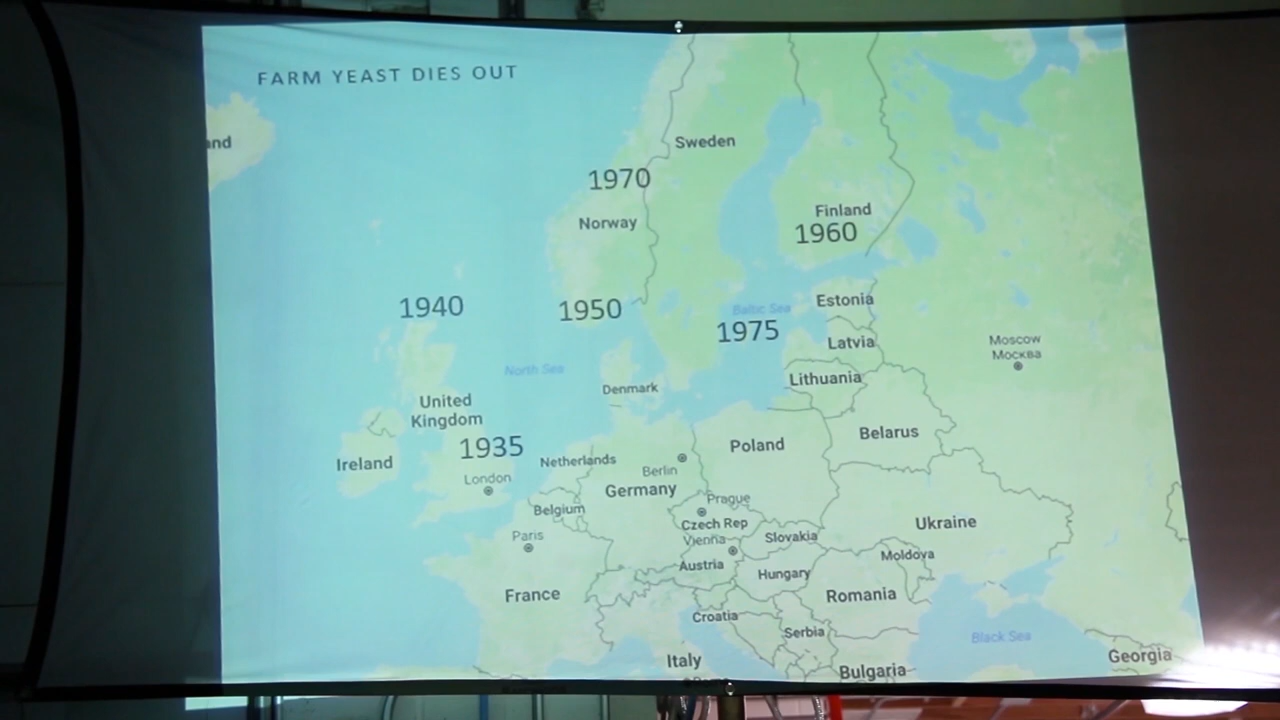 FARM YEAST DIES OUT
and
Sweden
1970
Finland
Norway
1960
1940
1950
Baltic Sea
Estonia
1975
Latvia
Moscow
Москва
North Sea
Denmark
Lithuania
United
Kingdom
Belarus
1935
Poland
Ireland
Netherlands
London
Berlin
Germany
Prague
Belgium
Czech Rep
Ukraine
Paris
Vienna
Slovakia
Moldova
Austria
Hungary
France
Romania
Croatia
Serbia
Black Sea
Italy
Georgia
Bulgaria